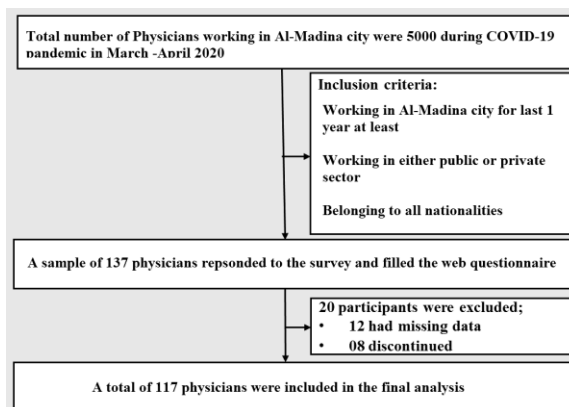 Total number of Physicians working in Al-Madina city were 5000 during COVID-19
pandemic in March -April 2020
Inclusion criteria:
Working in Al-Madina city for last 1
year at least
Working in either public or private
sector
Belonging to all nationalities
A sample of 137 physicians repsonded to the survey and filled the web questionnaire
20 participants were excluded;
• 12 had missing data
• 08 discontinued
A total of 117 physicians were included in the final analysis